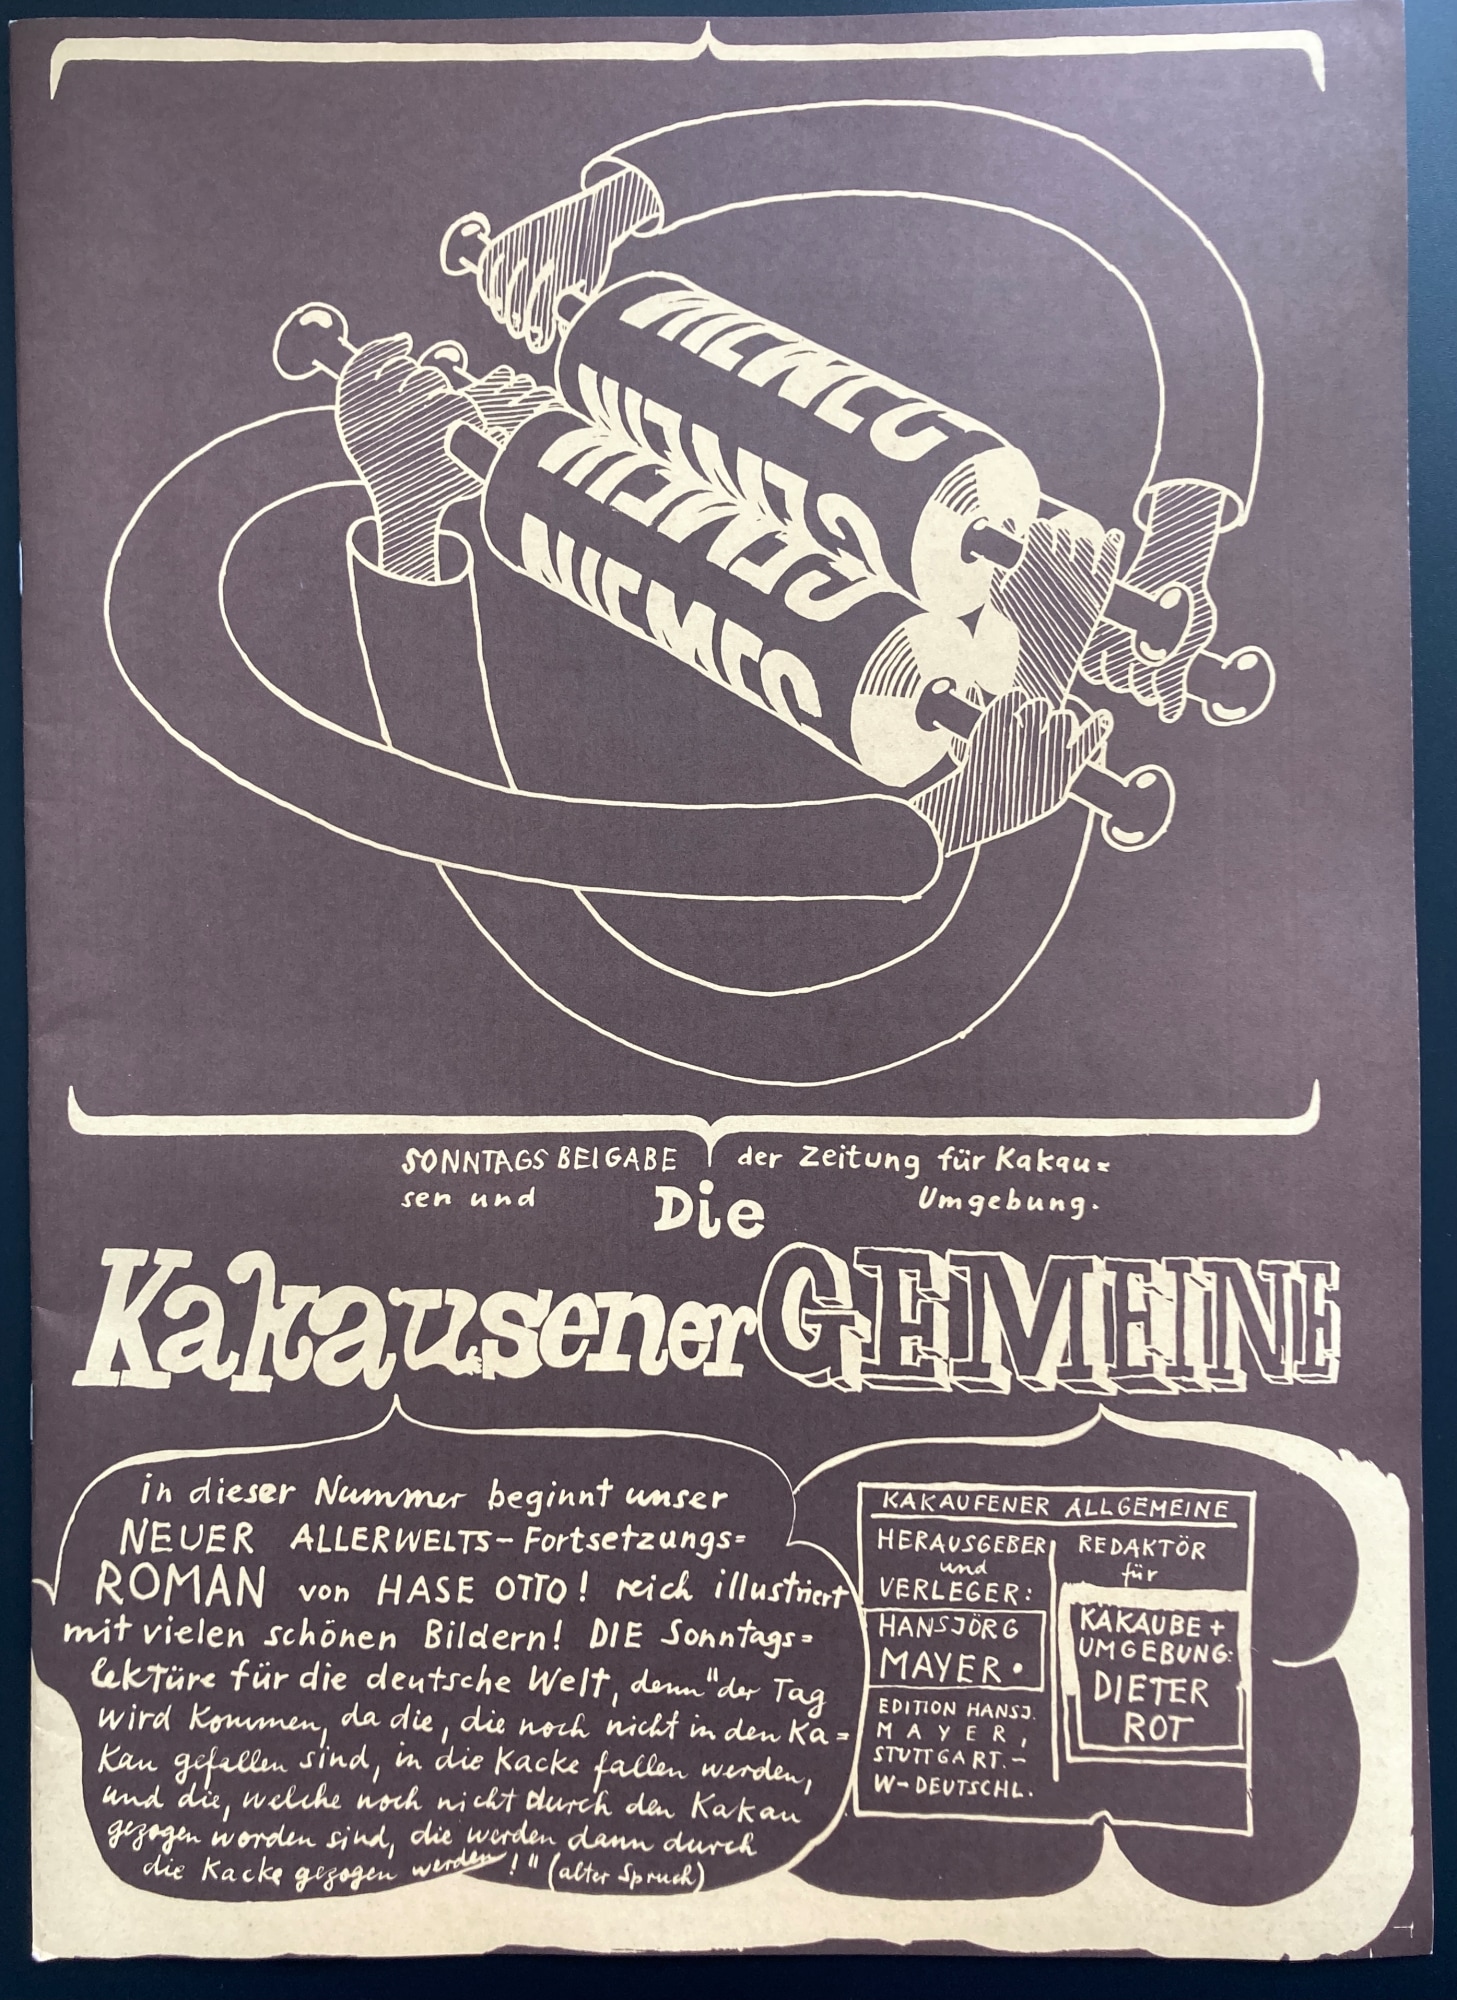 NIEMES
NIEMES
NIEMES
NIEMES
SONNTAGS BEIGABE der Zeitung für Kakau=
sen und Umgebung.
Die
Kakausener GEMEINE
in dieser Nummer beginnt unser
NEUER ALLERWELTS-Fortsetzungs=
ROMAN von HASE OTTO! reich illustriert
mit vielen schönen Bildern! DIE Sonntags=
lektüre für die deutsche Welt, denn "der Tag
wird kommen, da die, die noch nicht in den Ka=
kau gefallen sind, in die Kacke fallen werden,
und die, welche noch nicht durch den Kakau
gezogen worden sind, die werden dann durch
die Kacke gezogen werden!" (alter Spruch)
KAKAUFENER ALLGEMEINE
HERAUSGEBER
und
VERLEGER:
HANSJÖRG
MAYER.
EDITION HANSJ.
MAYER,
STUTTGART.-
W-DEUTSCHL.
REDAKTÖR
für
KAKAUBE+
UMGEBUNG:
DIETER
ROT